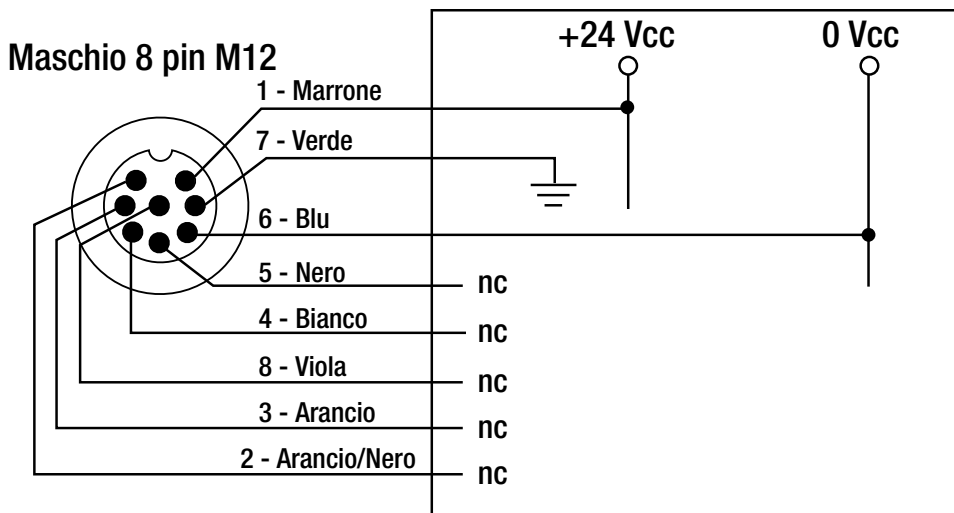 +24 Vcc
0 Vcc
Maschio 8 pin M12
1 - Marrone
7 - Verde
6 - Blu
5 - Nero
nc
4 - Bianco
nc
8 - Viola
nc
3 - Arancio
nc
2 - Arancio/Nero
nc